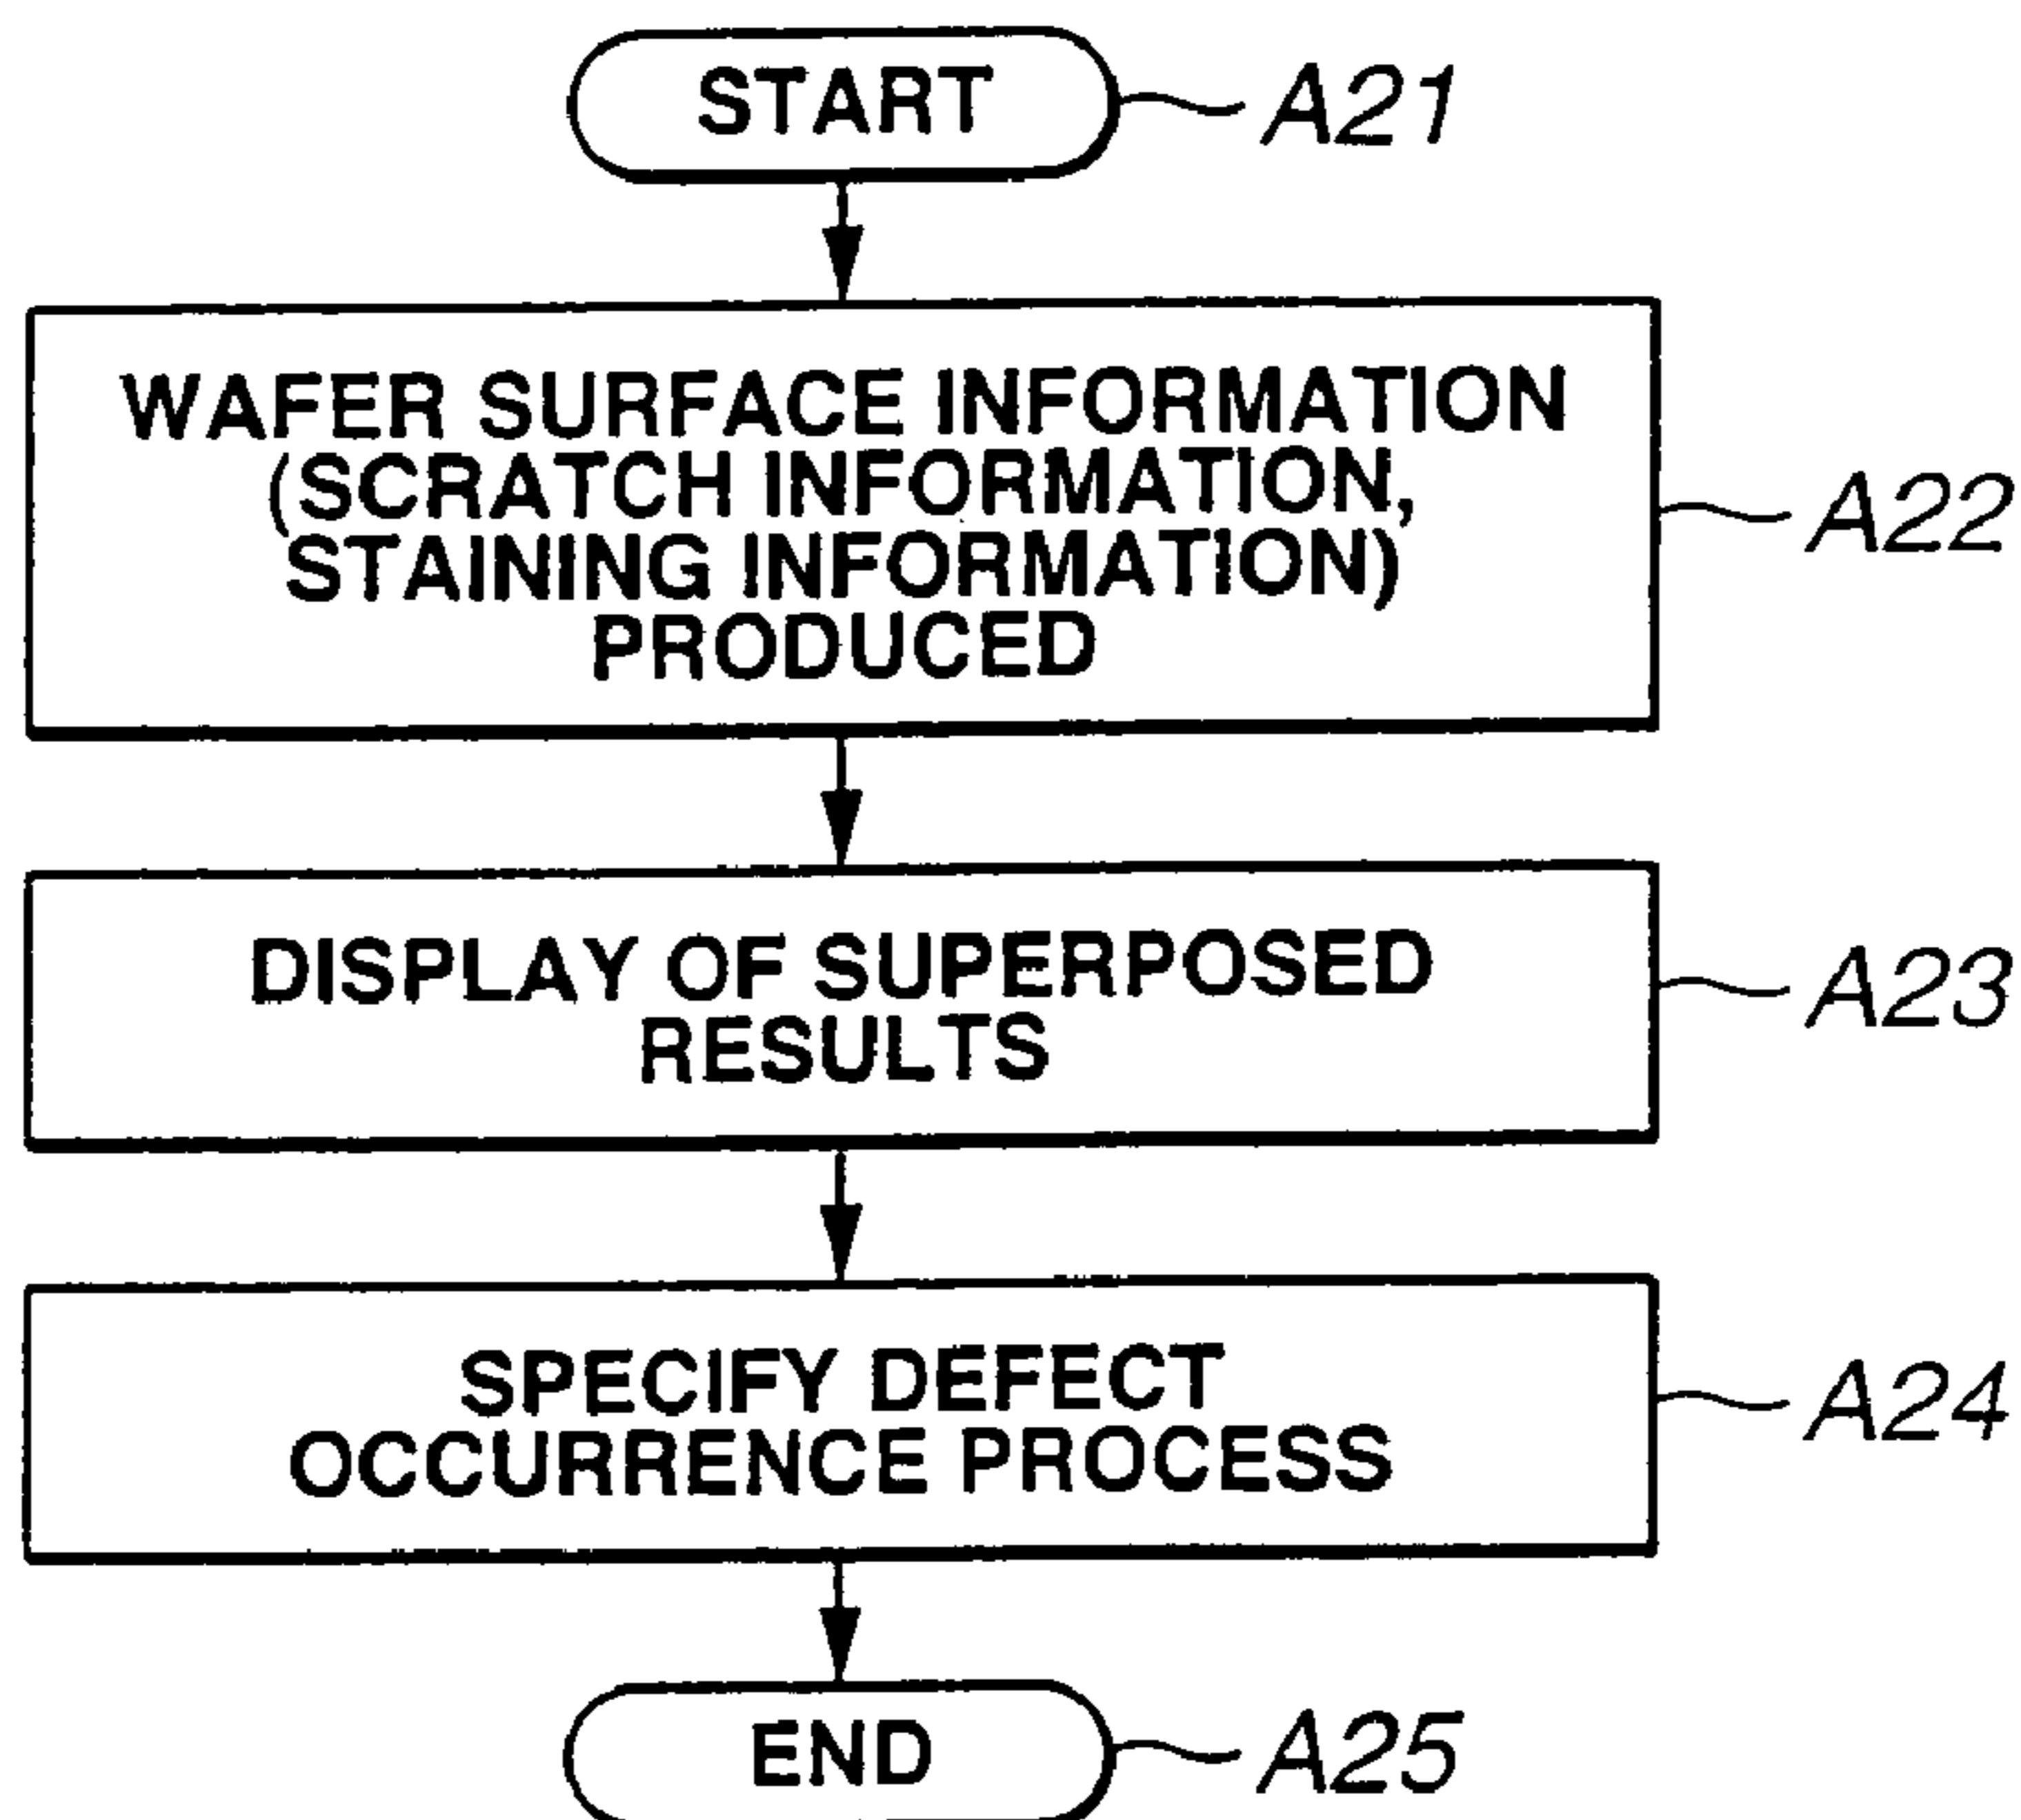 START
A21
WAFER SURFACE INFORMATION
(SCRATCH INFORMATION,
STAINING INFORMATION)
PRODUCED
A22
DISPLAY OF SUPERPOSED
RESULTS
A23
SPECIFY DEFECT
OCCURRENCE PROCESS
A24
END
A25